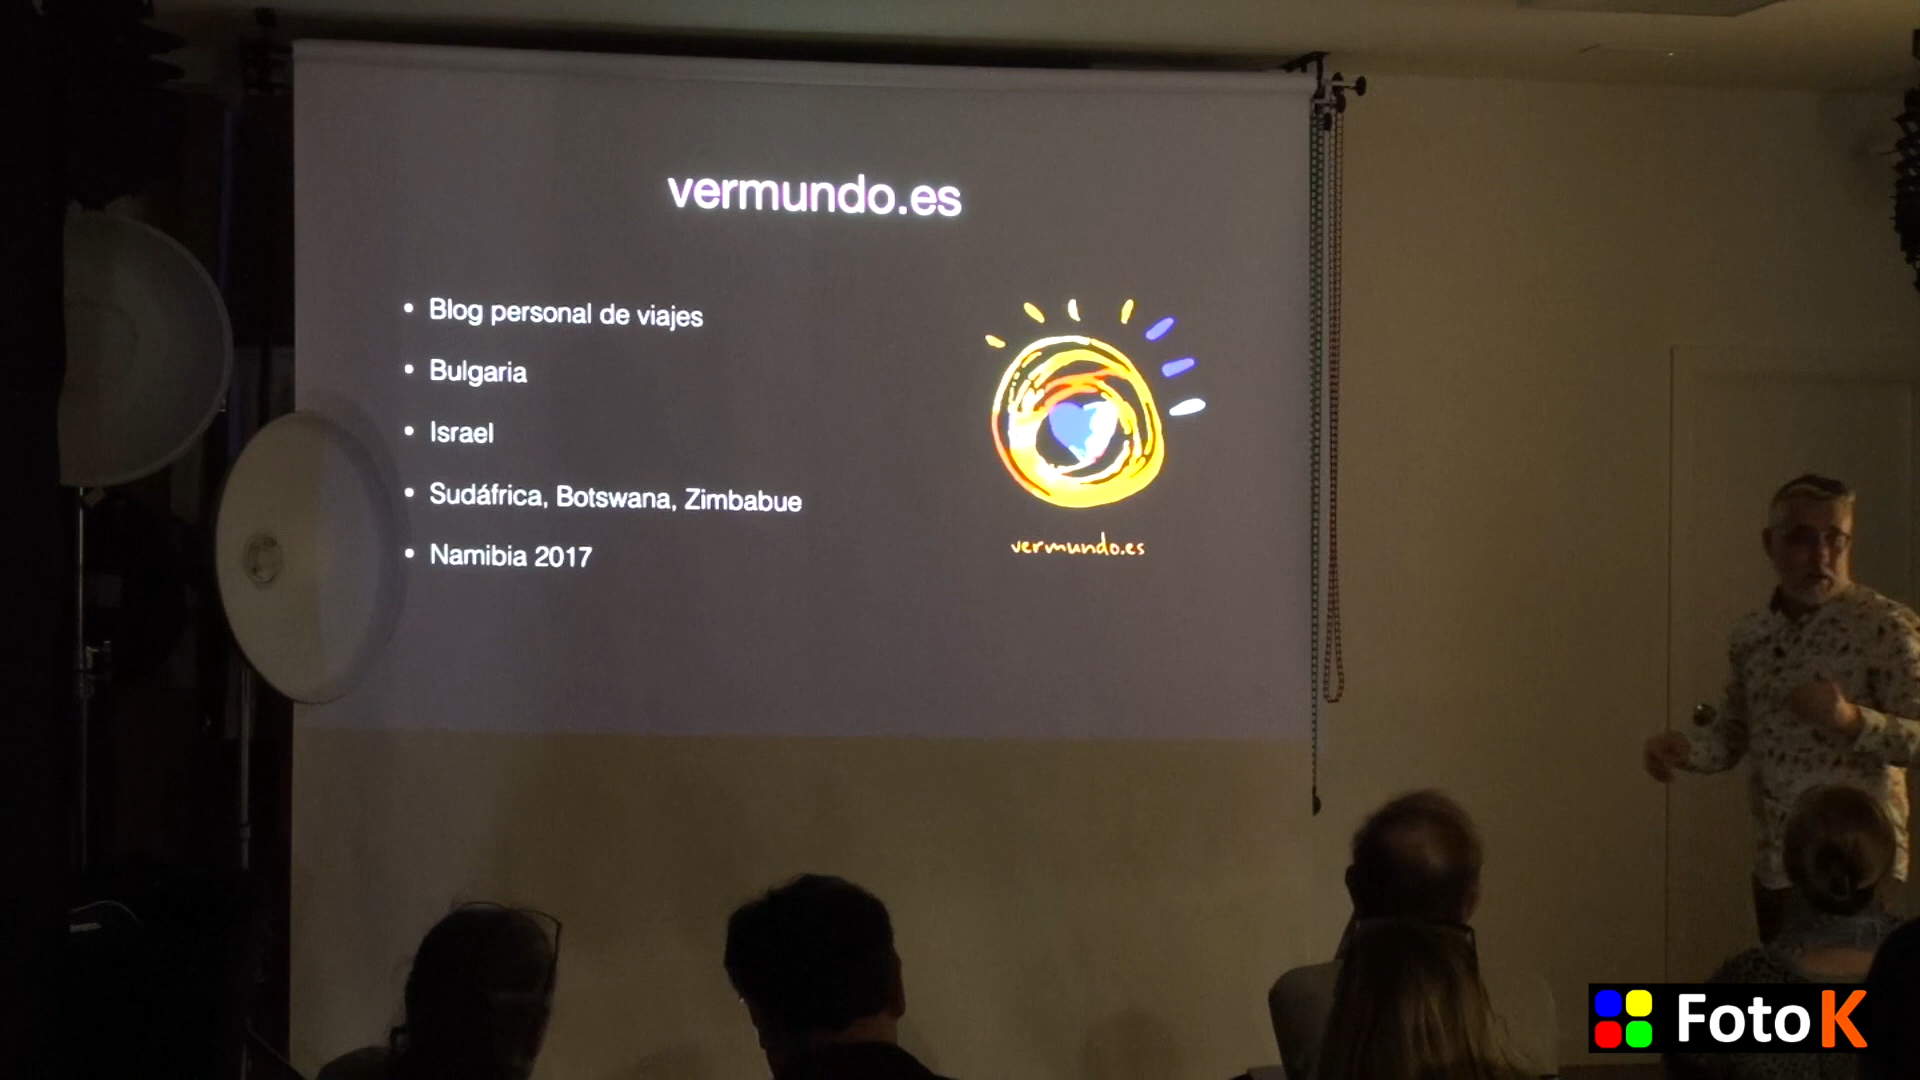 vermundo.es
• Blog personal de viajes
• Bulgaria
• Israel
• Sudáfrica, Botswana, Zimbabue
• Namibia 2017
vermundo.es
FotoK